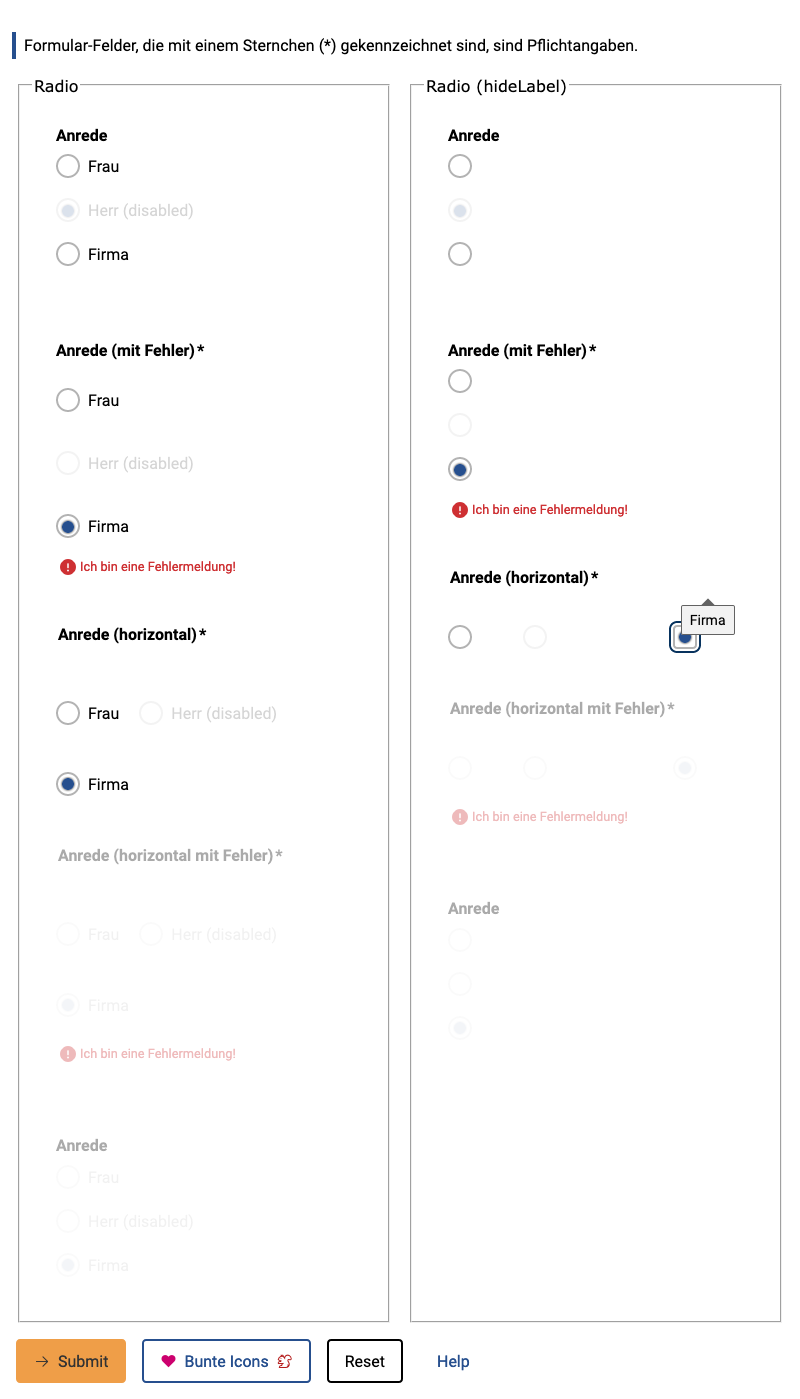 Formular-Felder, die mit einem Sternchen (*) gekennzeichnet sind, sind Pflichtangaben.
Radio
Anrede
Frau
Herr (disabled)
Firma
Anrede (mit Fehler)*
Frau
Herr (disabled)
Firma
Ich bin eine Fehlermeldung!
Anrede (horizontal)*
Frau
Herr (disabled)
Firma
Anrede (horizontal mit Fehler)*
Frau
Herr (disabled)
Firma
Ich bin eine Fehlermeldung!
Anrede
Frau
Herr (disabled)
Firma
Radio (hideLabel)
Anrede
Anrede (mit Fehler)*
Ich bin eine Fehlermeldung!
Anrede (horizontal)*
Firma
Anrede (horizontal mit Fehler)*
Ich bin eine Fehlermeldung!
Anrede
Submit
Bunte Icons
Reset
Help